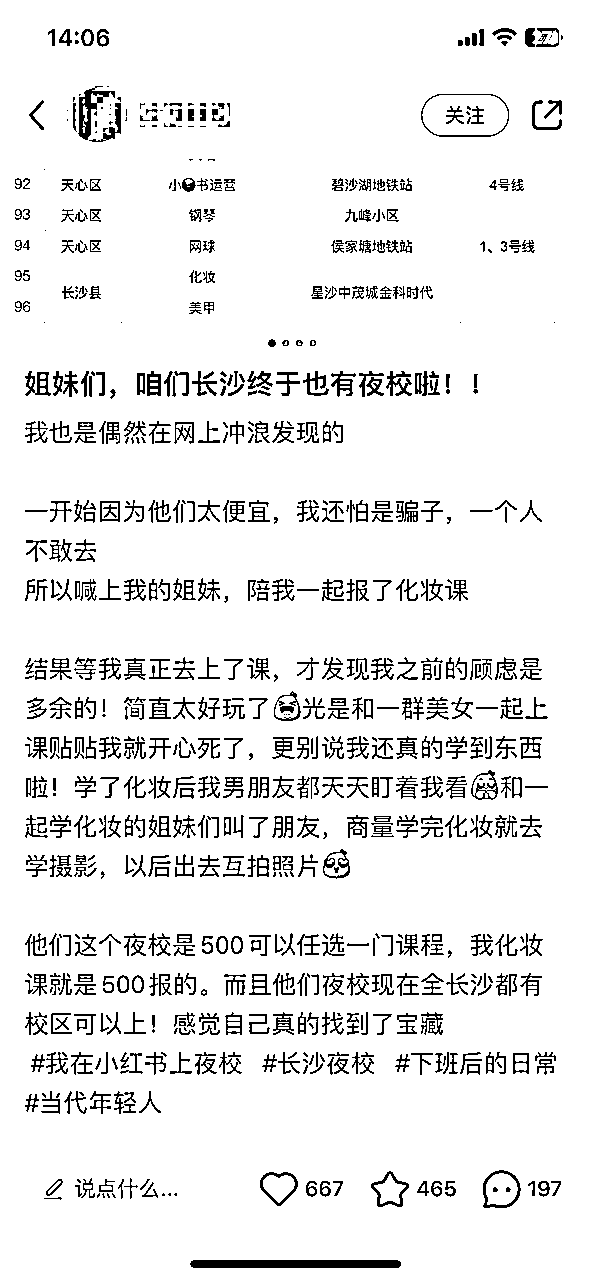 14:06
关注
92 天心区 小书运营 碧沙湖地铁站 4号线
93 天心区 钢琴 九峰小区
94 天心区 网球 侯家塘地铁站 1、3号线
95 化妆
长沙县 星沙中茂城金科时代
96 美甲
姐妹们，咱们长沙终于也有夜校啦！！
我也是偶然在网上冲浪发现的
一开始因为他们太便宜，我还怕是骗子，一个人
不敢去
所以喊上我的姐妹，陪我一起报了化妆课
结果等我真正去上了课，才发现我之前的顾虑是
多余的！简直太好玩了光是和一群美女一起上
课贴贴我就开心死了，更别说我还真的学到东西
啦！学了化妆后我男朋友都天天盯着我看和一
起学化妆的姐妹们叫了朋友，商量学完化妆就去
学摄影，以后出去互拍照片
他们这个夜校是500可以任选一门课程，我化妆
课就是500报的。而且他们夜校现在全长沙都有
校区可以上！感觉自己真的找到了宝藏
#我在小红书上夜校 #长沙夜校 #下班后的日常
#当代年轻人
说点什么... 667 465 197